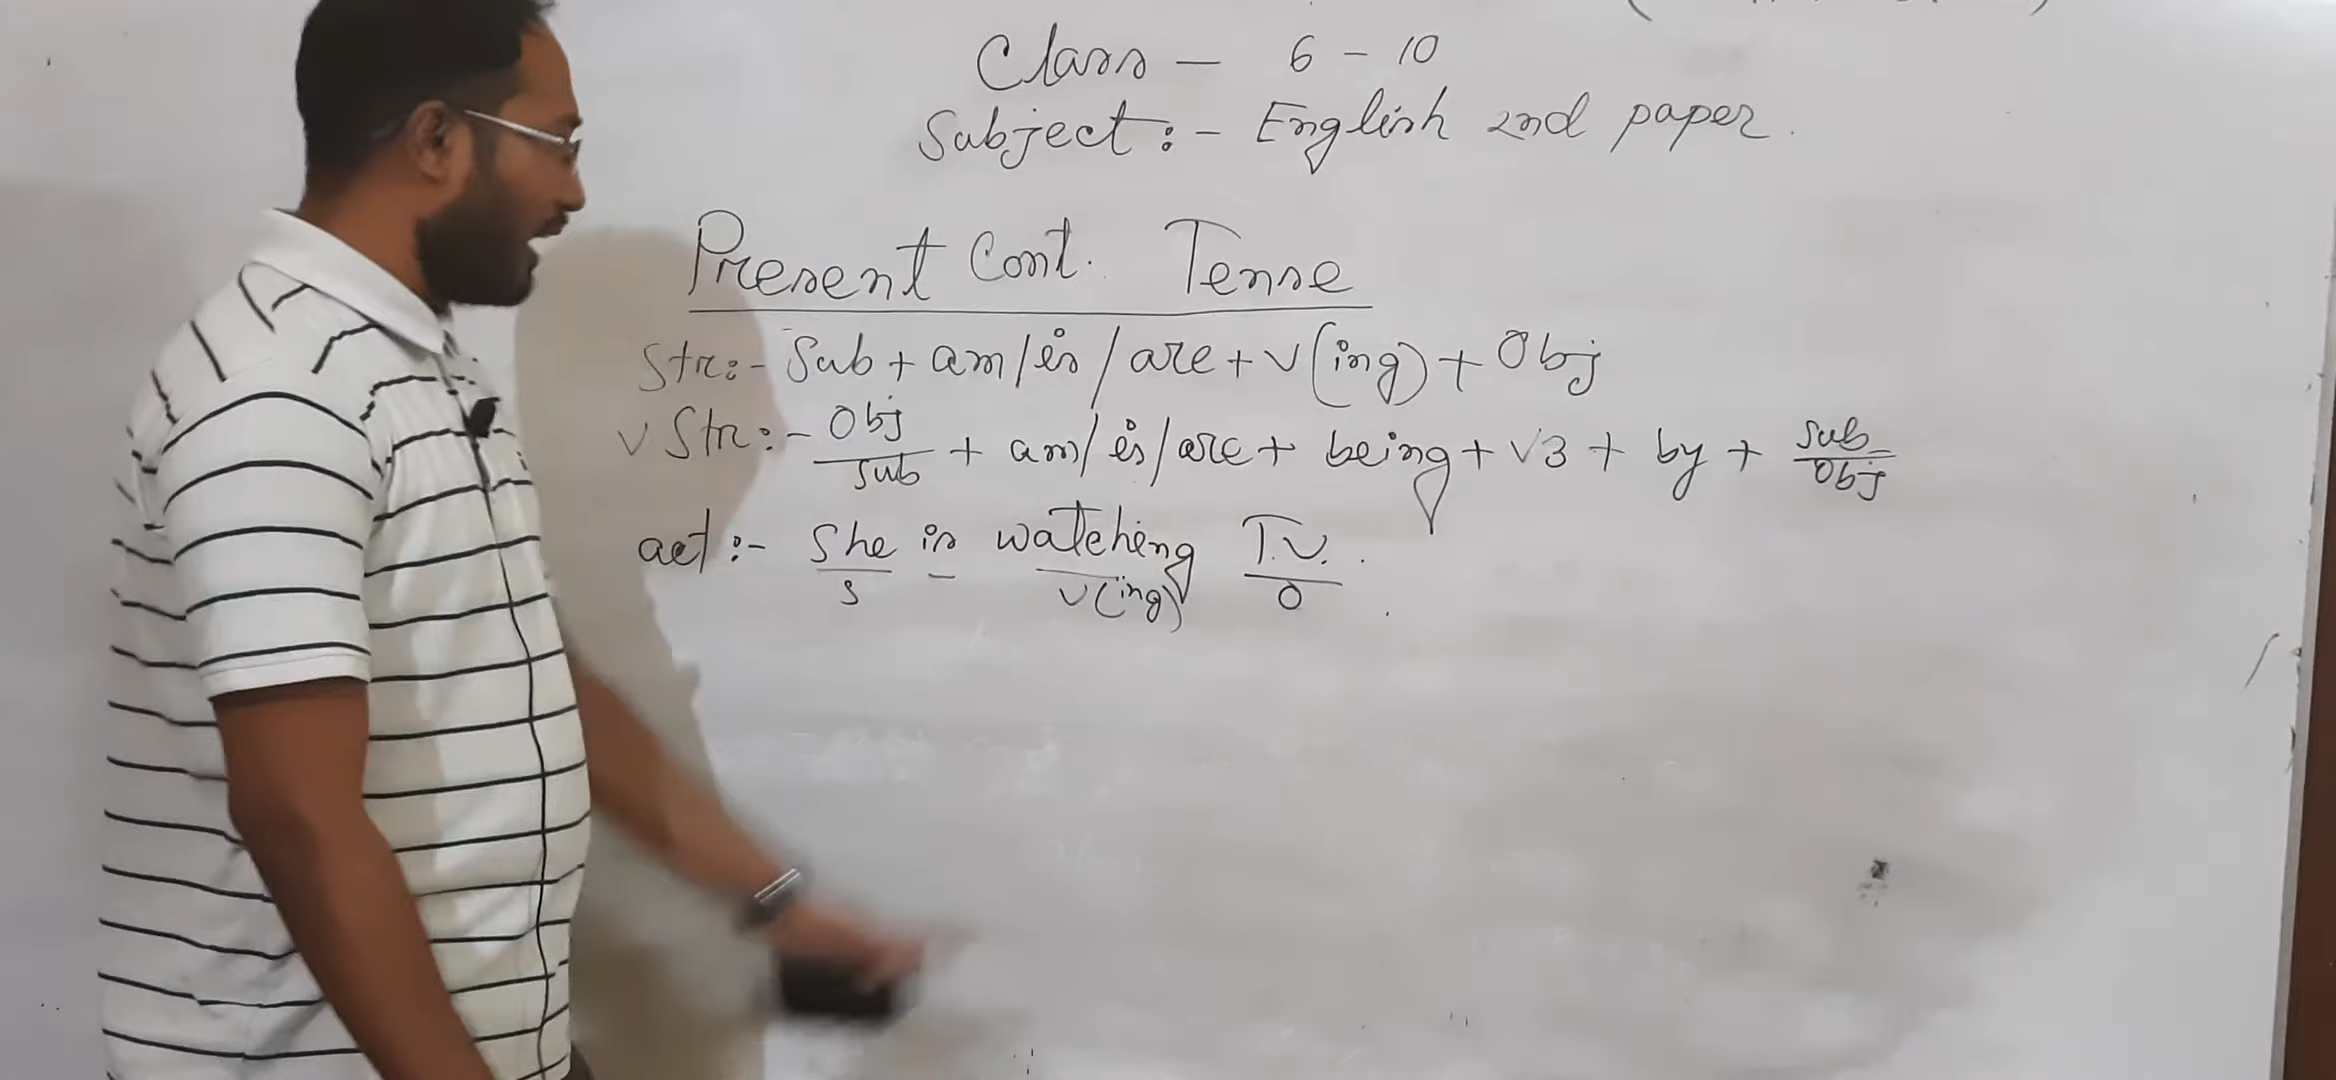 Class - 6 - 10
Subject :- English 2nd paper.
Present Cont. Tense
Str :- Sub + am/is/are + V(ing) + Obj
V Str :- Obj/Sub + am/is/are + being + V3 + by + Sub/Obj
act :- She is watching T.V.
S - V(ing) O